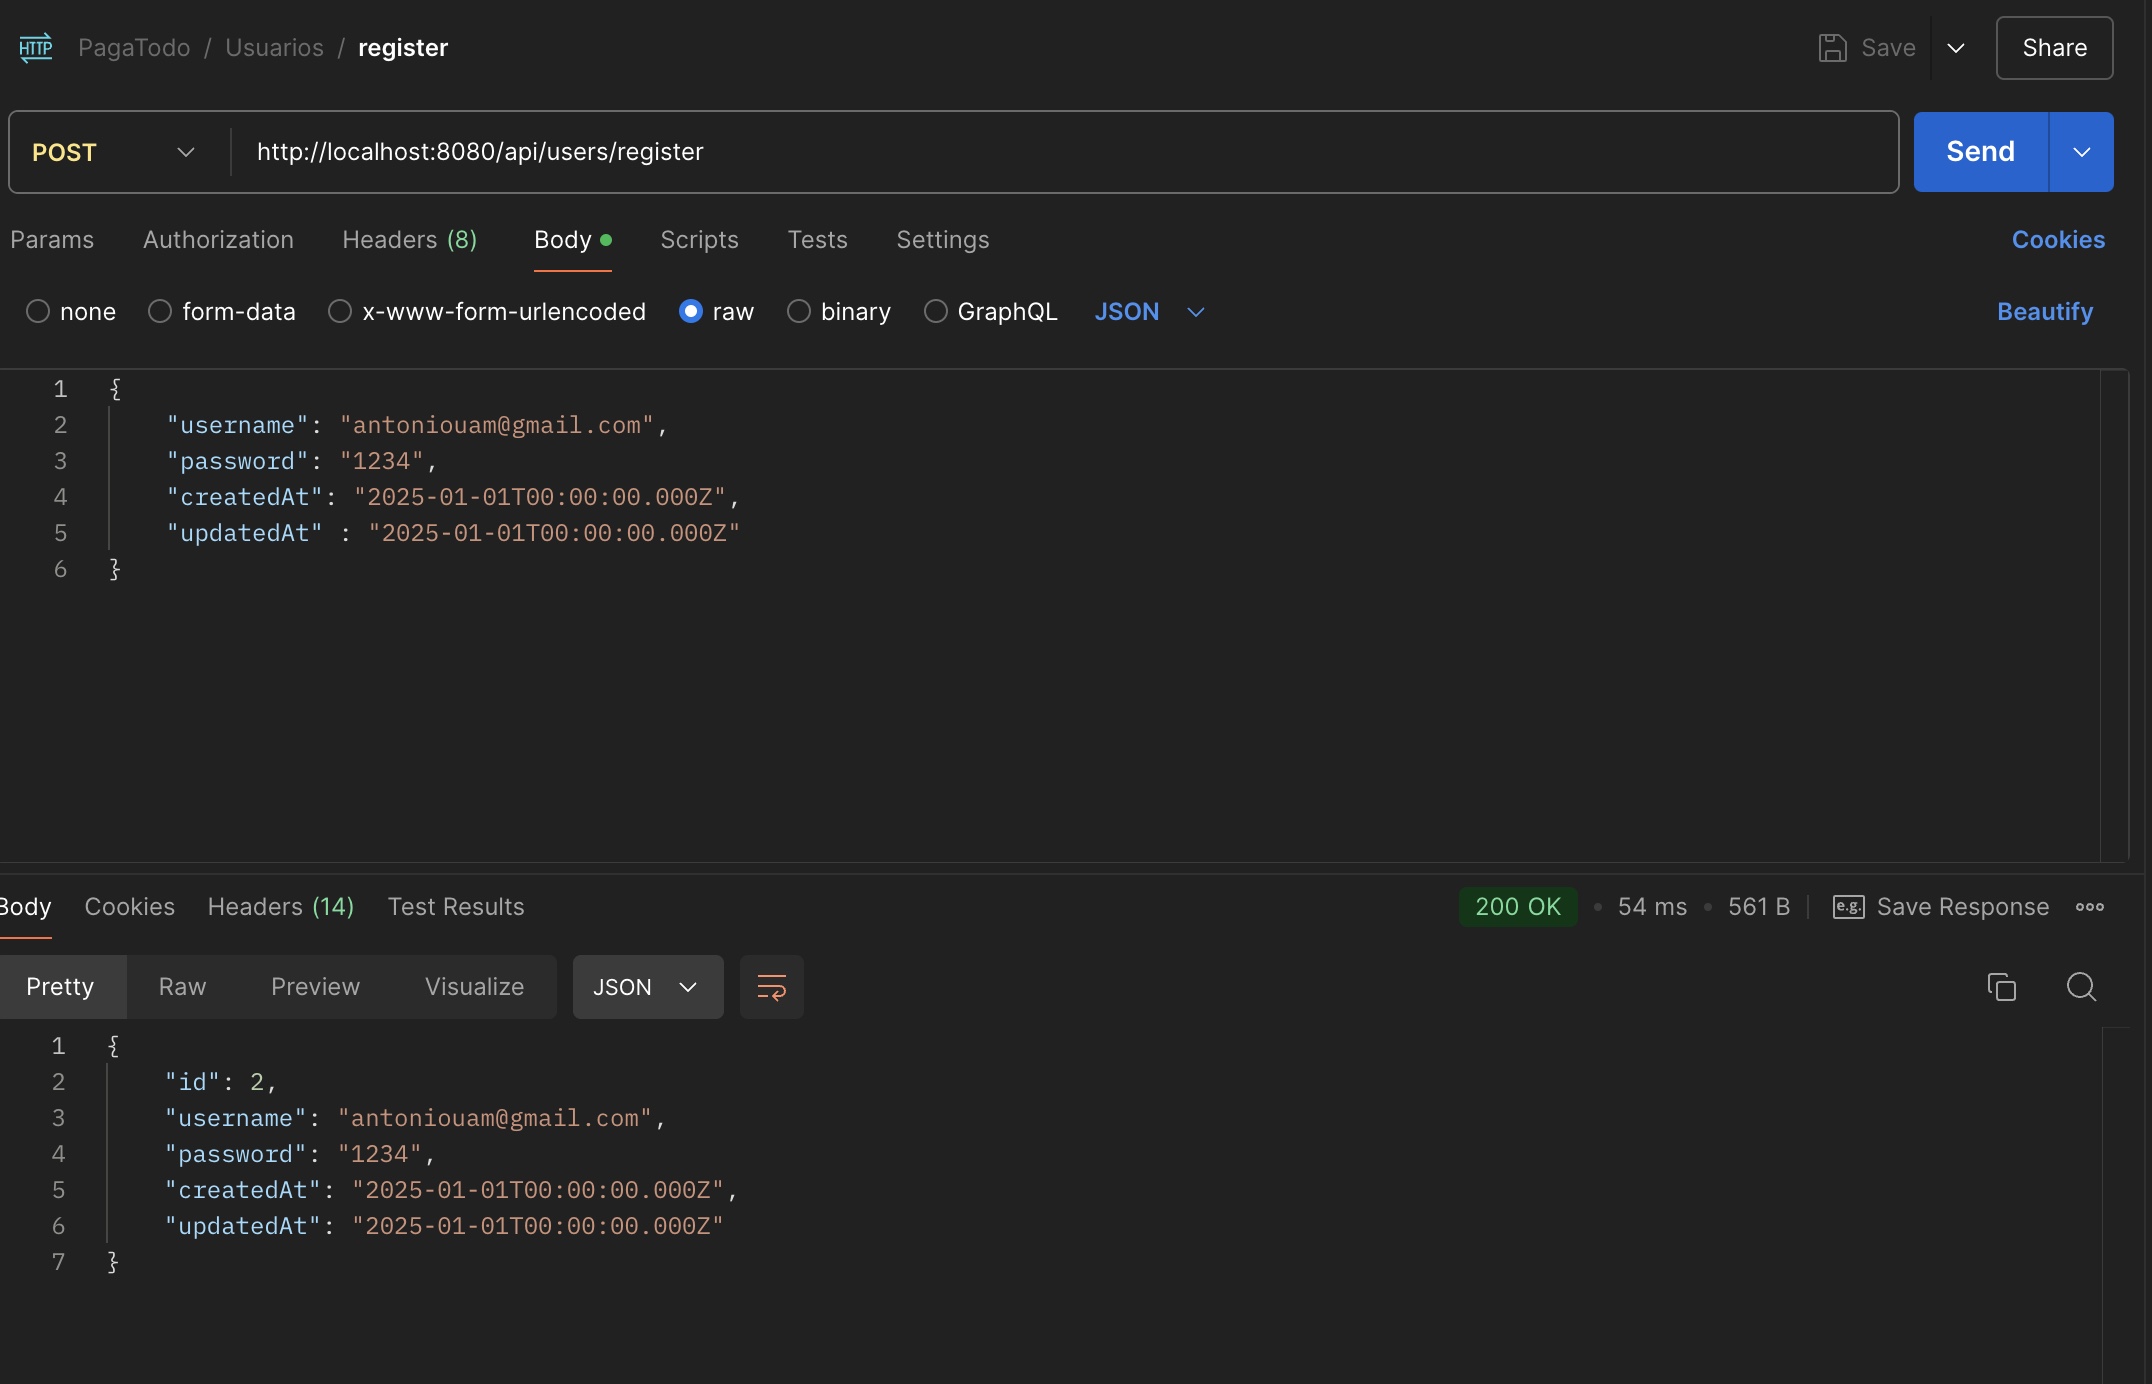 HTTP PagaTodo / Usuarios / register Save Share
POST http://localhost:8080/api/users/register Send
Params Authorization Headers (8) Body Scripts Tests Settings Cookies
none form-data x-www-form-urlencoded raw binary GraphQL JSON Beautify
1 {
2 "username": "antoniouam@gmail.com",
3 "password": "1234",
4 "createdAt": "2025-01-01T00:00:00.000Z",
5 "updatedAt" : "2025-01-01T00:00:00.000Z"
6 }
Body Cookies Headers (14) Test Results 200 OK • 54 ms • 561 B e.g. Save Response
Pretty Raw Preview Visualize JSON
1 {
2 "id": 2,
3 "username": "antoniouam@gmail.com",
4 "password": "1234",
5 "createdAt": "2025-01-01T00:00:00.000Z",
6 "updatedAt": "2025-01-01T00:00:00.000Z"
7 }